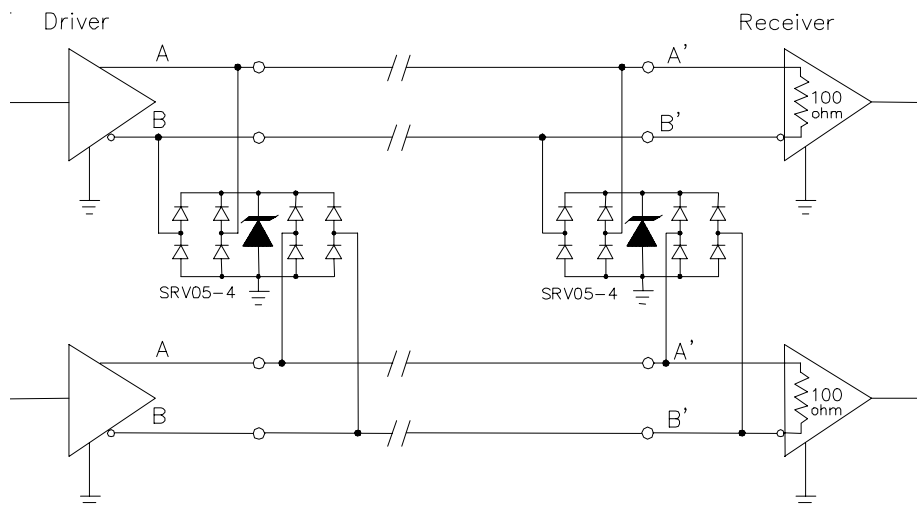 Driver
Receiver
A
A'
100
ohm
B
B'
SRV05-4
SRV05-4
A
A'
100
ohm
B
B'